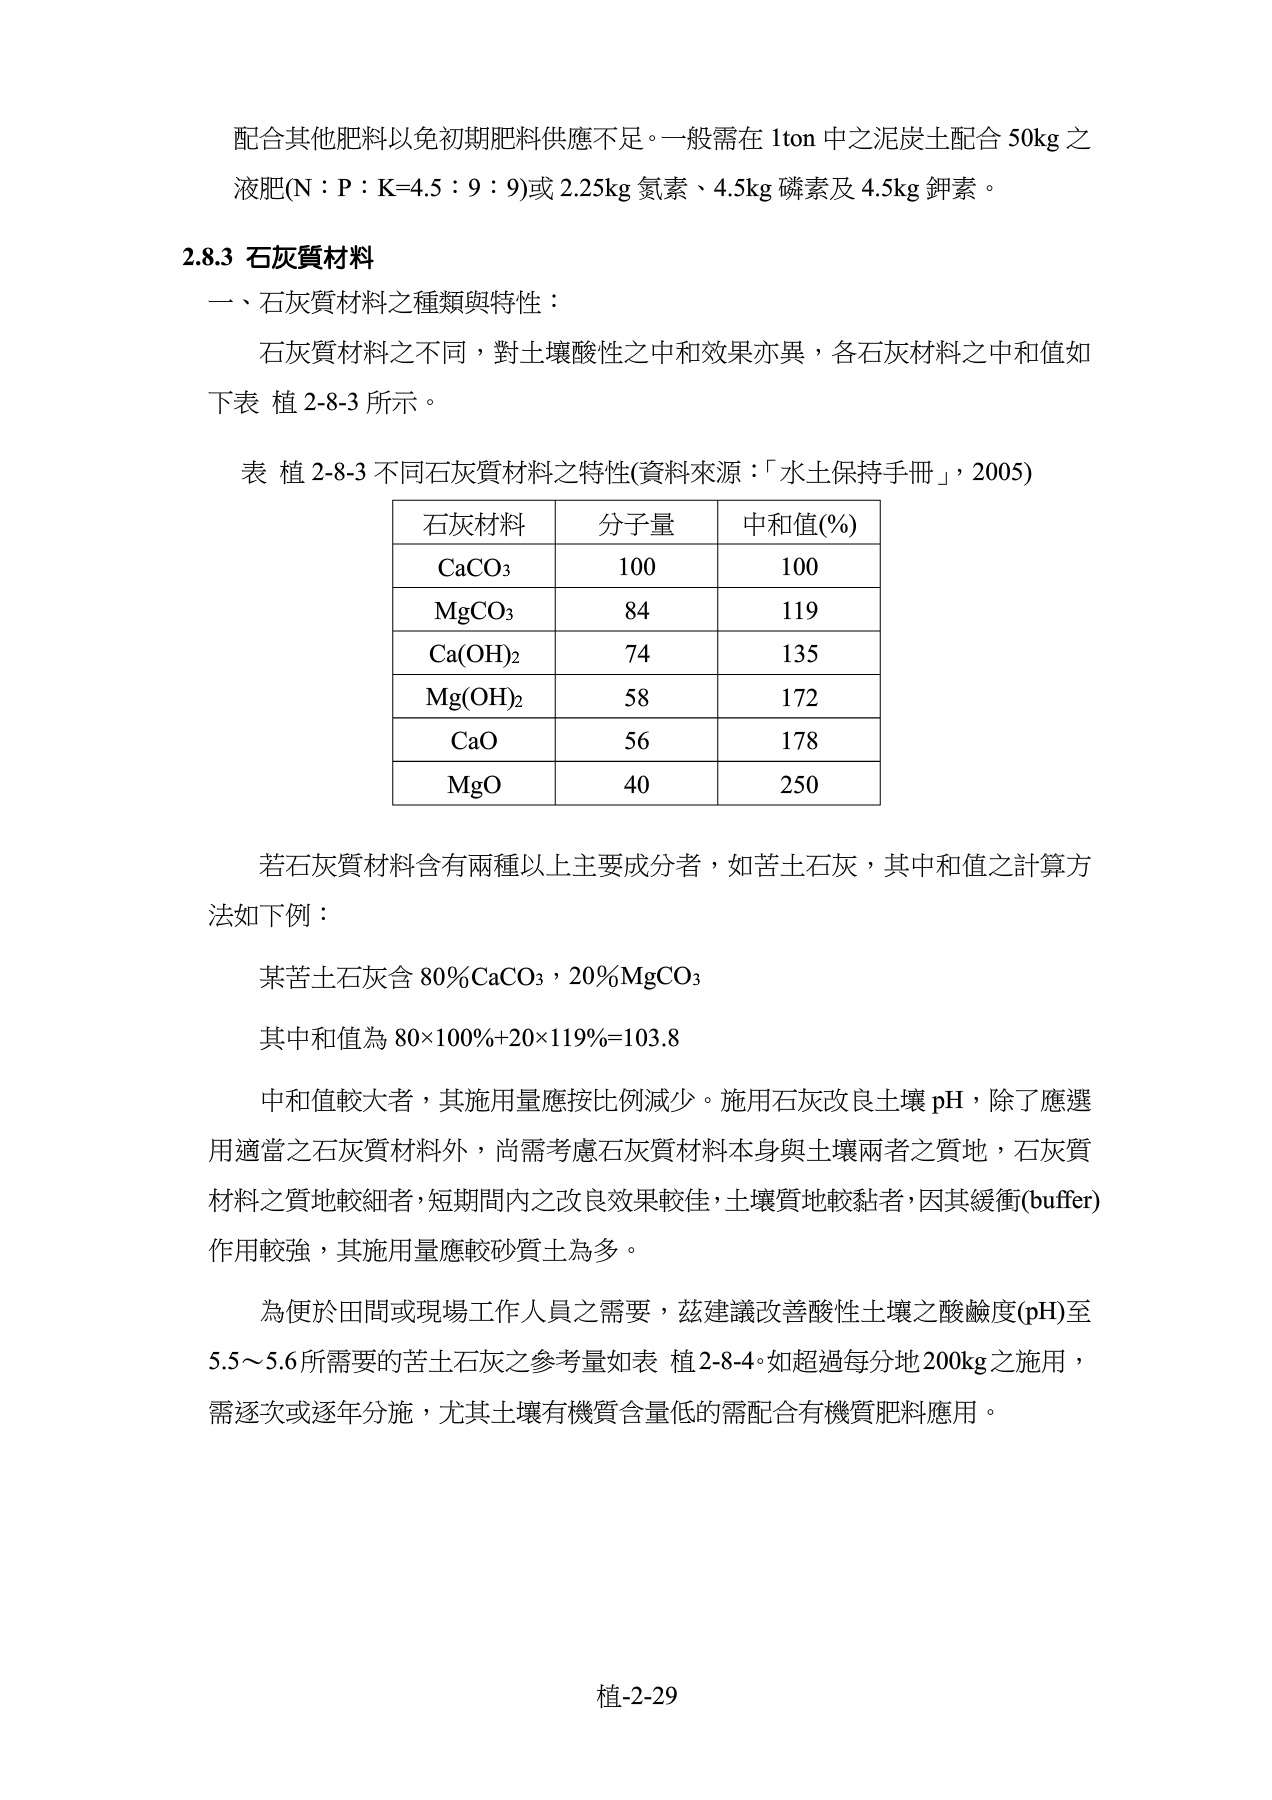 配合其他肥料以免初期肥料供應不足。一般需在 1ton 中之泥炭土配合 50kg 之
液肥(N：P：K=4.5：9：9)或 2.25kg 氮素、4.5kg 磷素及 4.5kg 鉀素。
2.8.3 石灰質材料
一、石灰質材料之種類與特性：
石灰質材料之不同，對土壤酸性之中和效果亦異，各石灰材料之中和值如
下表 植 2-8-3 所示。
表 植 2-8-3 不同石灰質材料之特性(資料來源：「水土保持手冊」，2005)
石灰材料 分子量 中和值(%)
CaCO3 100 100
MgCO3 84 119
Ca(OH)2 74 135
Mg(OH)2 58 172
CaO 56 178
MgO 40 250
若石灰質材料含有兩種以上主要成分者，如苦土石灰，其中和值之計算方
法如下例：
某苦土石灰含 80%CaCO3，20%MgCO3
其中和值為 80×100%+20×119%=103.8
中和值較大者，其施用量應按比例減少。施用石灰改良土壤 pH，除了應選
用適當之石灰質材料外，尚需考慮石灰質材料本身與土壤兩者之質地，石灰質
材料之質地較細者，短期間內之改良效果較佳，土壤質地較黏者，因其緩衝(buffer)
作用較強，其施用量應較砂質土為多。
為便於田間或現場工作人員之需要，茲建議改善酸性土壤之酸鹼度(pH)至
5.5～5.6 所需要的苦土石灰之參考量如表 植 2-8-4。如超過每分地 200kg 之施用，
需逐次或逐年分施，尤其土壤有機質含量低的需配合有機質肥料應用。
植-2-29